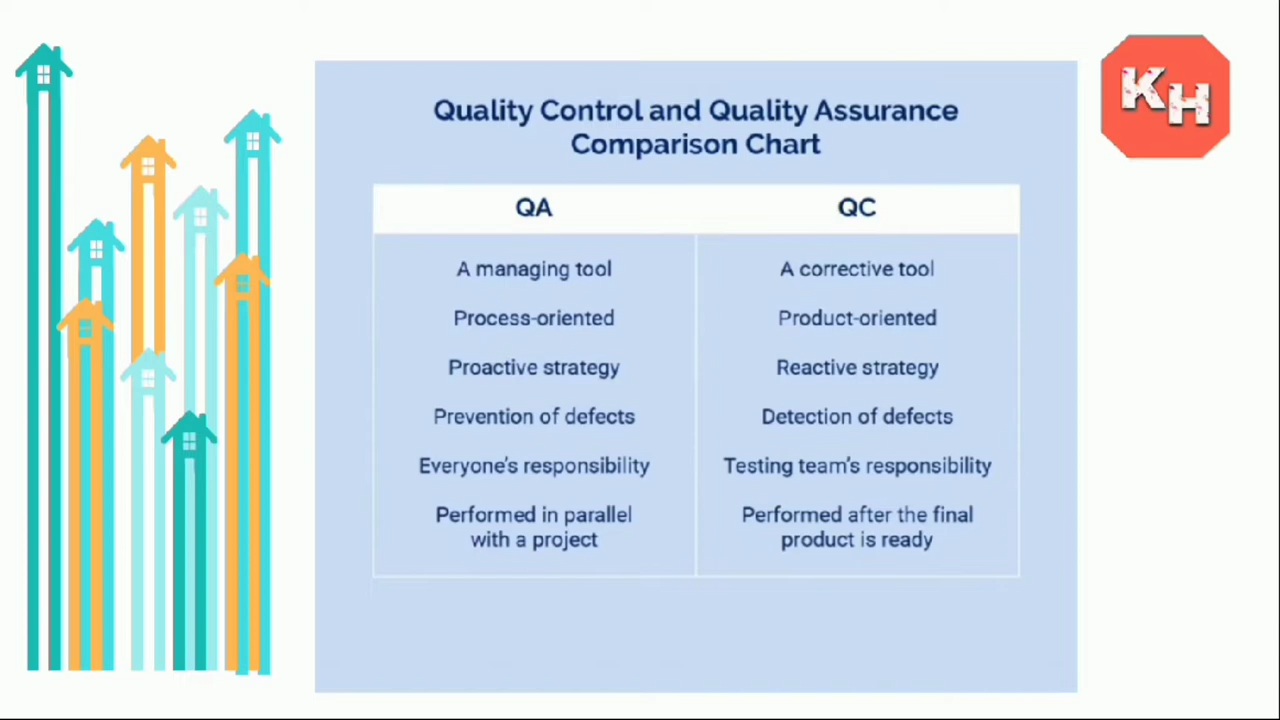 Quality Control and Quality Assurance
Comparison Chart
KH
QA
QC
A managing tool
A corrective tool
Process-oriented
Product-oriented
Proactive strategy
Reactive strategy
Prevention of defects
Detection of defects
Everyone's responsibility
Testing team's responsibility
Performed in parallel
with a project
Performed after the final
product is ready